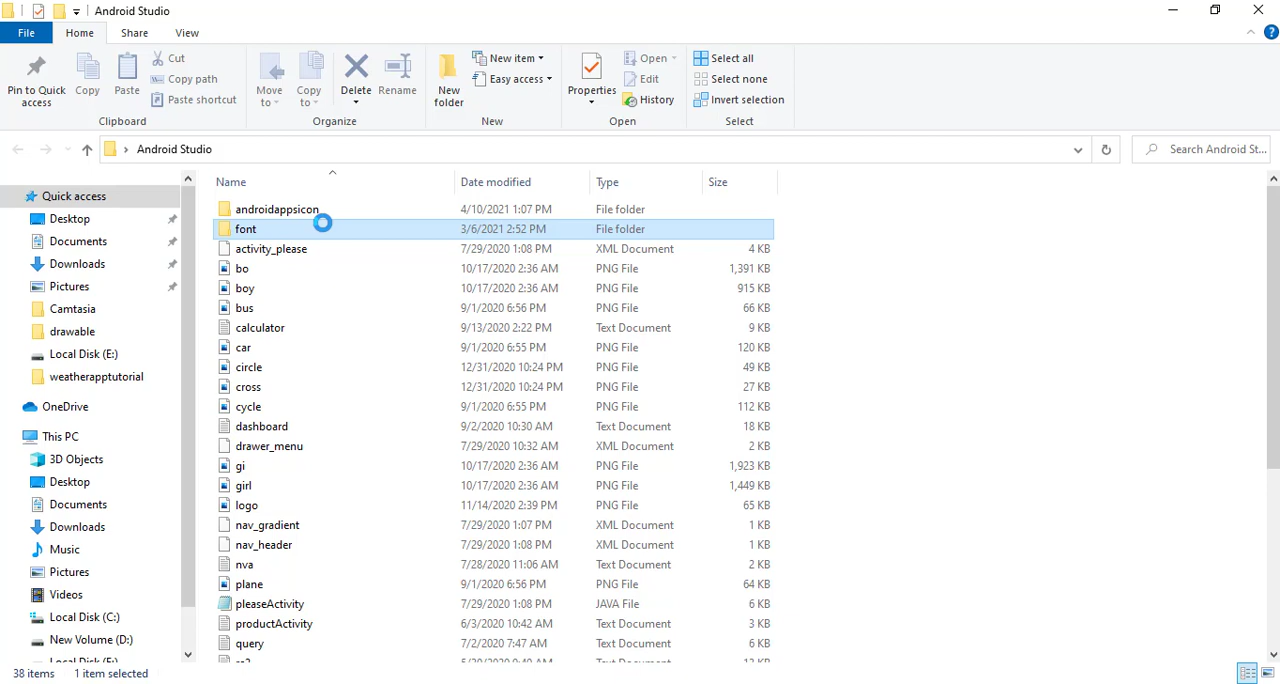 Android Studio
File Home Share View
Pin to Quick access
Copy
Paste
Cut
Copy path
Paste shortcut
Clipboard
Move to
Copy to
Delete
Rename
Organize
New folder
New item
Easy access
New
Properties
Open
Edit
History
Open
Select all
Select none
Invert selection
Select
Android Studio
Search Android St...
Quick access
Desktop
Documents
Downloads
Pictures
Camtasia
drawable
Local Disk (E:)
weatherapptutorial
OneDrive
This PC
3D Objects
Desktop
Documents
Downloads
Music
Pictures
Videos
Local Disk (C:)
New Volume (D:)
Name Date modified Type Size
androidappsicon 4/10/2021 1:07 PM File folder
font 3/6/2021 2:52 PM File folder
activity_please 7/29/2020 1:08 PM XML Document 4 KB
bo 10/17/2020 2:36 AM PNG File 1,391 KB
boy 10/17/2020 2:36 AM PNG File 915 KB
bus 9/1/2020 6:56 PM PNG File 66 KB
calculator 9/13/2020 2:22 PM Text Document 9 KB
car 9/1/2020 6:55 PM PNG File 120 KB
circle 12/31/2020 10:24 PM PNG File 49 KB
cross 12/31/2020 10:24 PM PNG File 27 KB
cycle 9/1/2020 6:55 PM PNG File 112 KB
dashboard 9/2/2020 10:30 AM Text Document 18 KB
drawer_menu 7/29/2020 10:32 AM XML Document 2 KB
gi 10/17/2020 2:36 AM PNG File 1,923 KB
girl 10/17/2020 2:36 AM PNG File 1,449 KB
logo 11/14/2020 2:39 PM PNG File 65 KB
nav_gradient 7/29/2020 1:07 PM XML Document 1 KB
nav_header 7/29/2020 1:08 PM XML Document 1 KB
nva 7/28/2020 11:06 AM Text Document 2 KB
plane 9/1/2020 6:56 PM PNG File 64 KB
pleaseActivity 7/29/2020 1:08 PM JAVA File 6 KB
productActivity 6/3/2020 10:42 AM Text Document 3 KB
query 7/2/2020 7:47 AM Text Document 6 KB
38 items 1 item selected